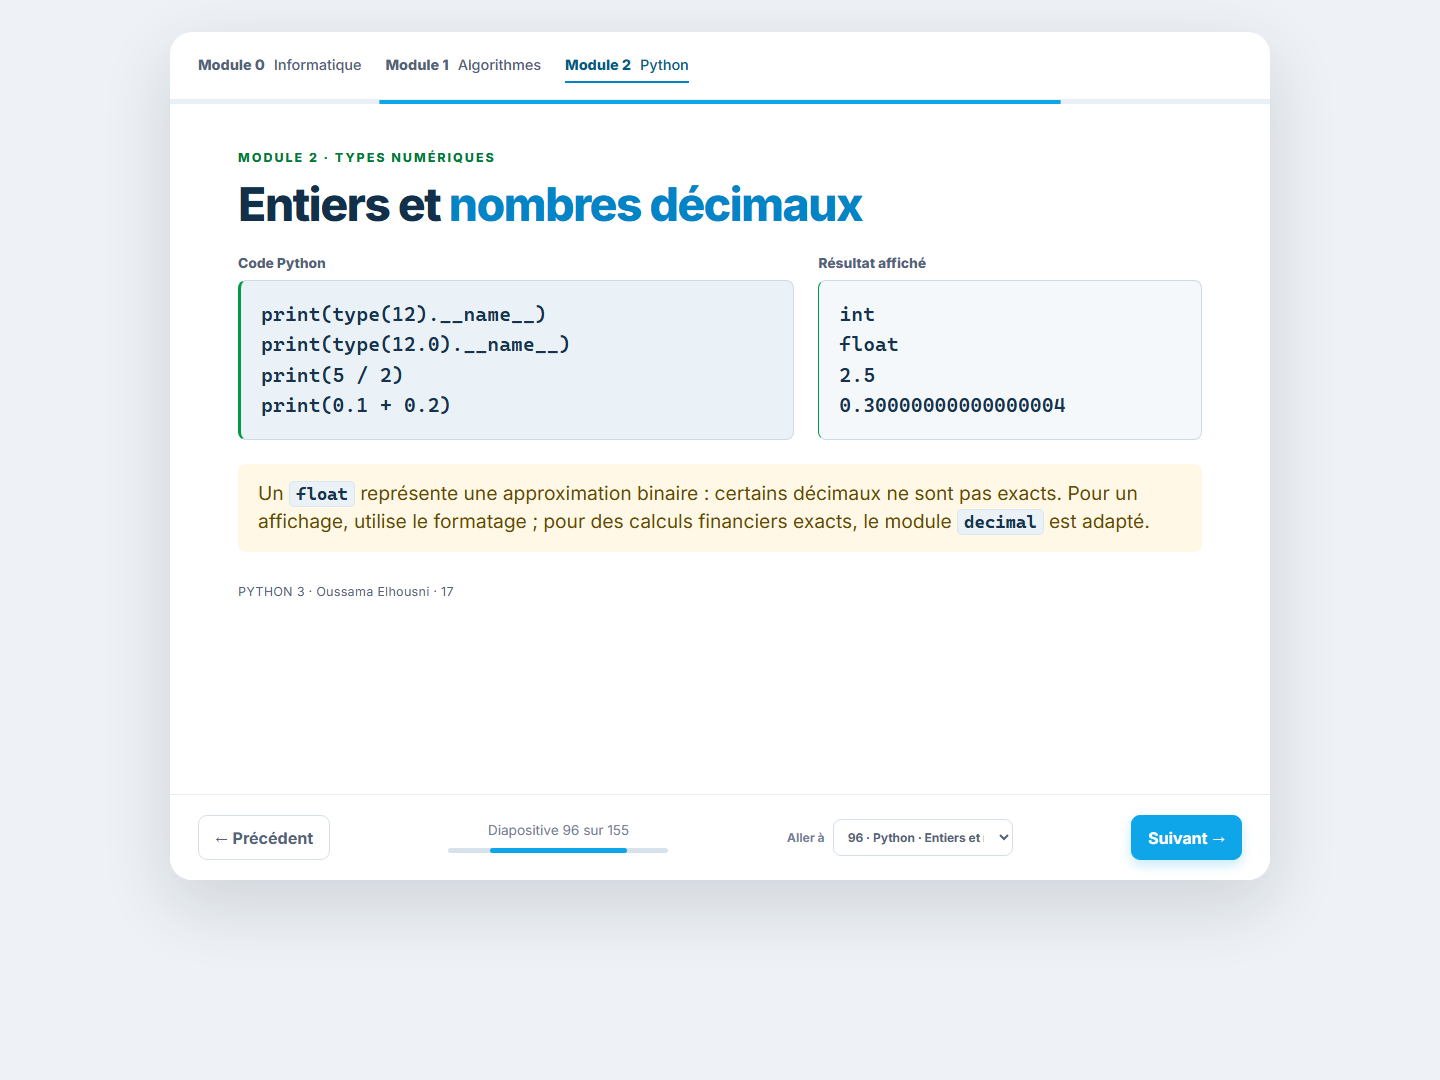 Module 0 Informatique Module 1 Algorithmes Module 2 Python
MODULE 2 · TYPES NUMÉRIQUES
Entiers et nombres décimaux
Code Python
print(type(12).__name__)
print(type(12.0).__name__)
print(5 / 2)
print(0.1 + 0.2)
Résultat affiché
int
float
2.5
0.30000000000000004
Un float représente une approximation binaire : certains décimaux ne sont pas exacts. Pour un
affichage, utilise le formatage ; pour des calculs financiers exacts, le module decimal est adapté.
PYTHON 3 · Oussama Elhousni · 17
← Précédent
Diapositive 96 sur 155
Aller à
96 · Python · Entiers et
Suivant →